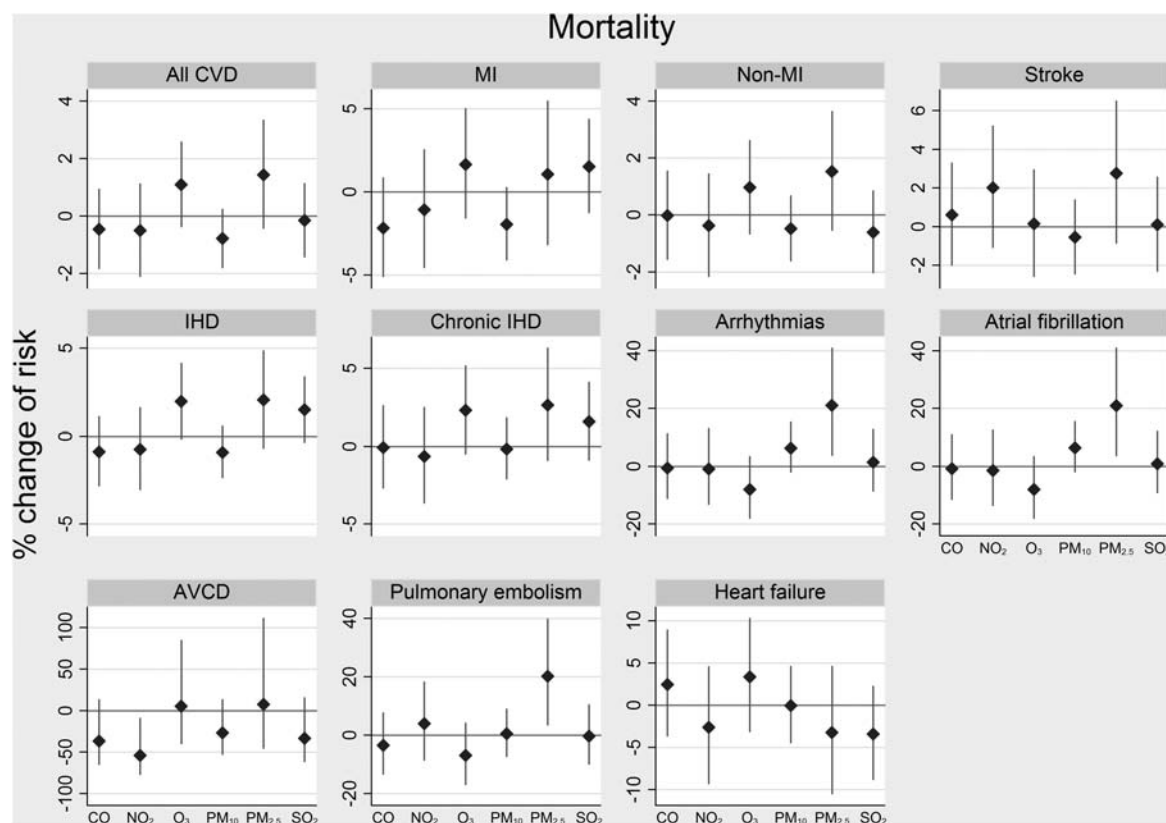 Mortality
% change of risk
All CVD
4
2
0
-2
MI
5
0
-5
Non-MI
4
2
0
-2
Stroke
6
4
2
0
-2
IHD
5
0
-5
Chronic IHD
5
0
-5
Arrhythmias
40
20
0
-20
Atrial fibrillation
40
20
0
-20
CO NO₂ O₃ PM₁₀ PM₂.₅ SO₂
AVCD
100
50
0
-50
-100
CO NO₂ O₃ PM₁₀ PM₂.₅ SO₂
Pulmonary embolism
40
20
0
-20
CO NO₂ O₃ PM₁₀ PM₂.₅ SO₂
Heart failure
10
5
0
-5
-10
CO NO₂ O₃ PM₁₀ PM₂.₅ SO₂